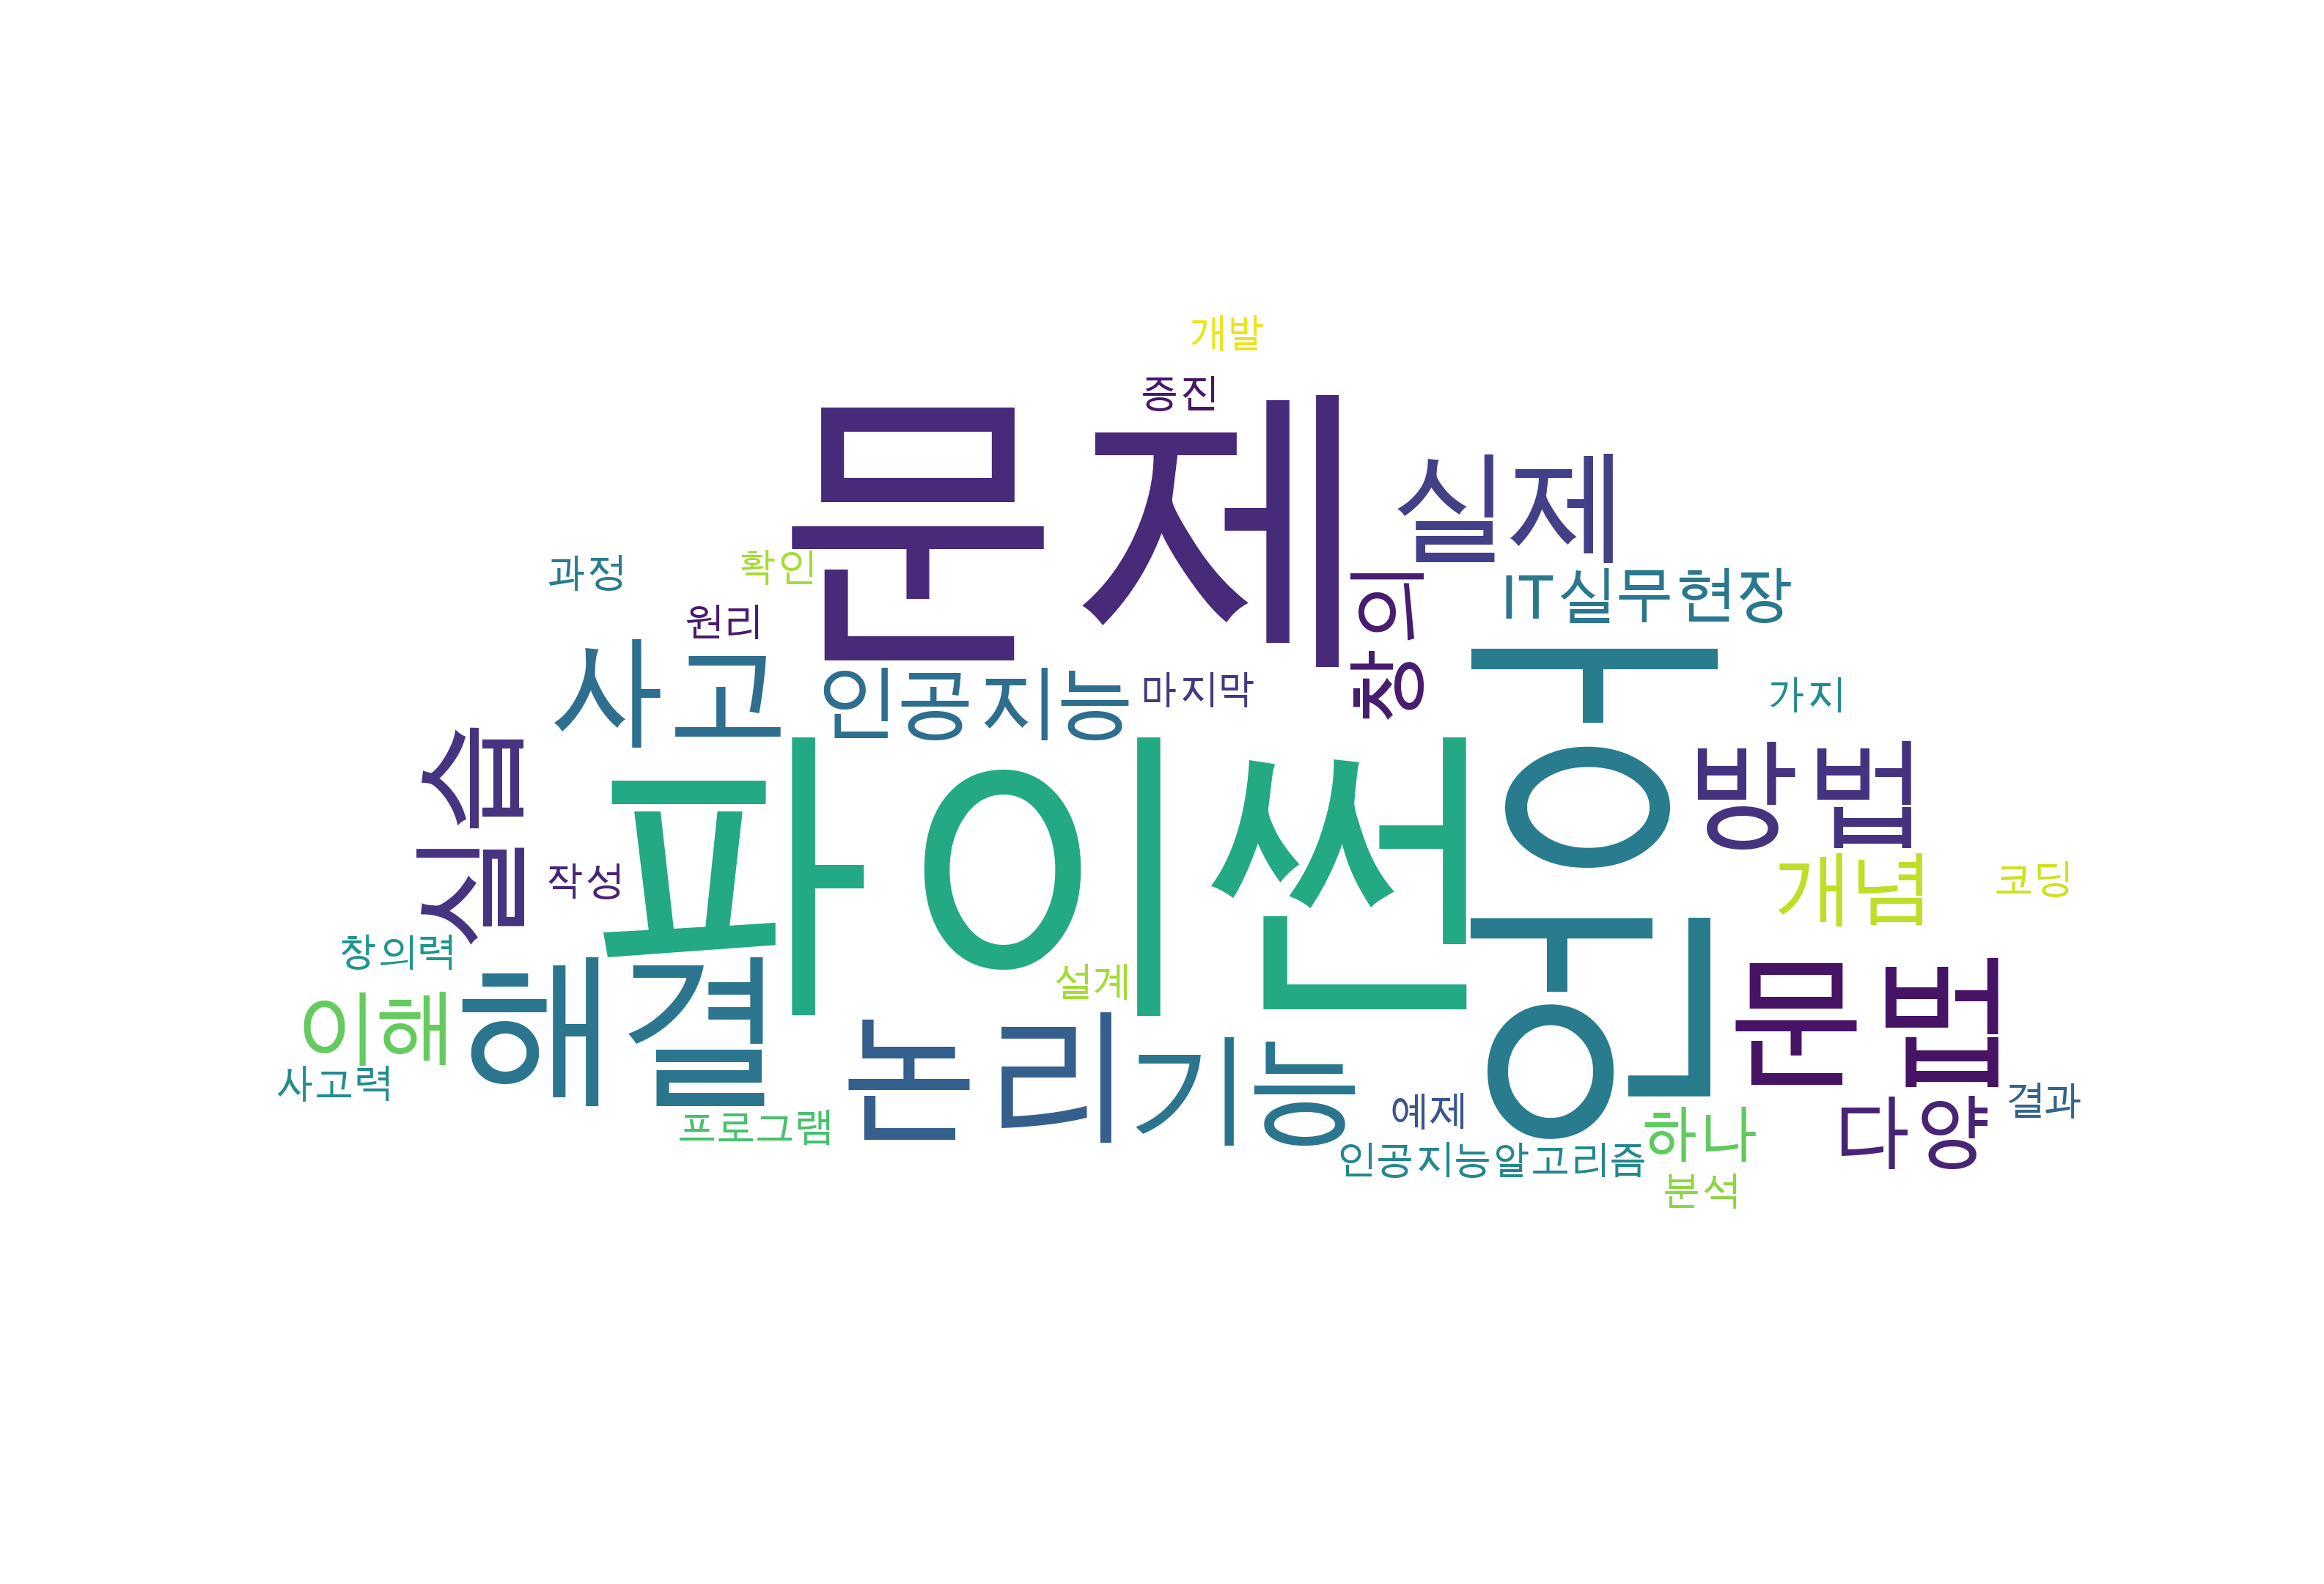 개발
증진
문제
실제
과정
확인
IT실무현장
원리
창의
사고
인공지능
마지막
가지
언어
실습
파이썬
방법
작성
개념
코딩
창의력
설계
해결
문법
이해
논리
기능
사고력
프로그램
예제
하나
다양
결과
인공지능알고리즘
분석